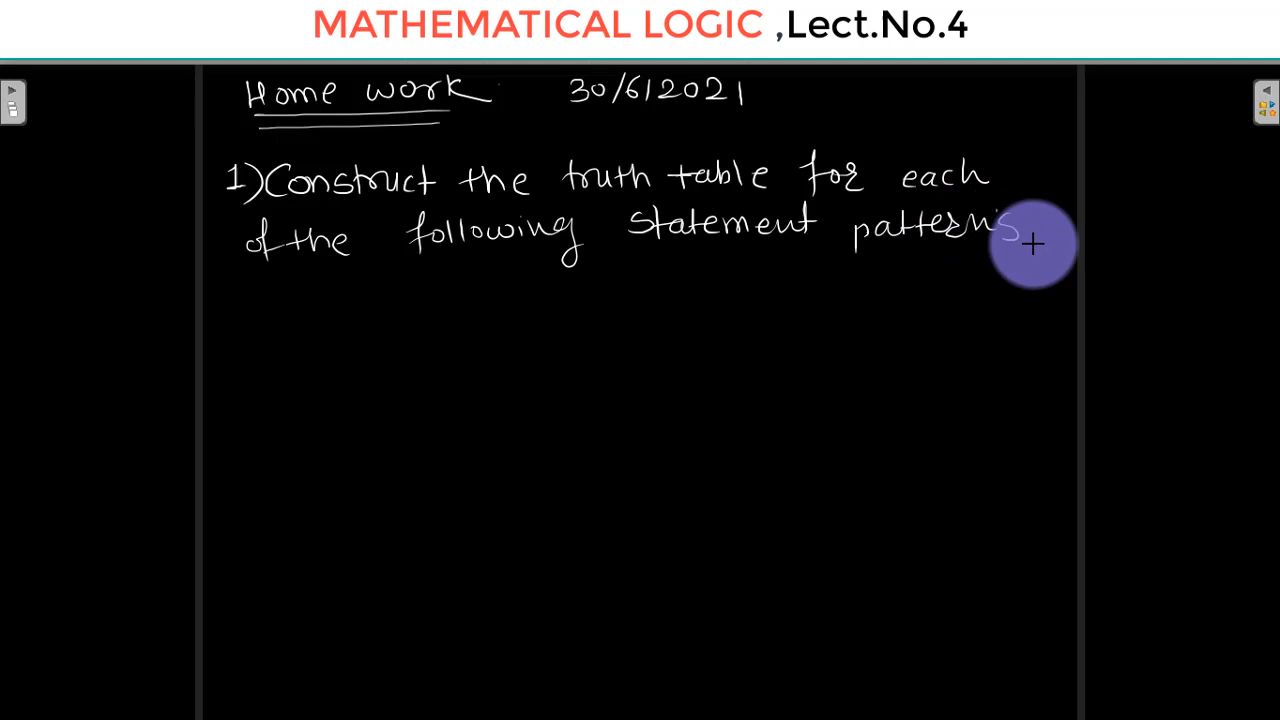 MATHEMATICAL LOGIC ,Lect.No.4
Home work 30/6/2021
1) Construct the truth table for each
of the following statement patterns